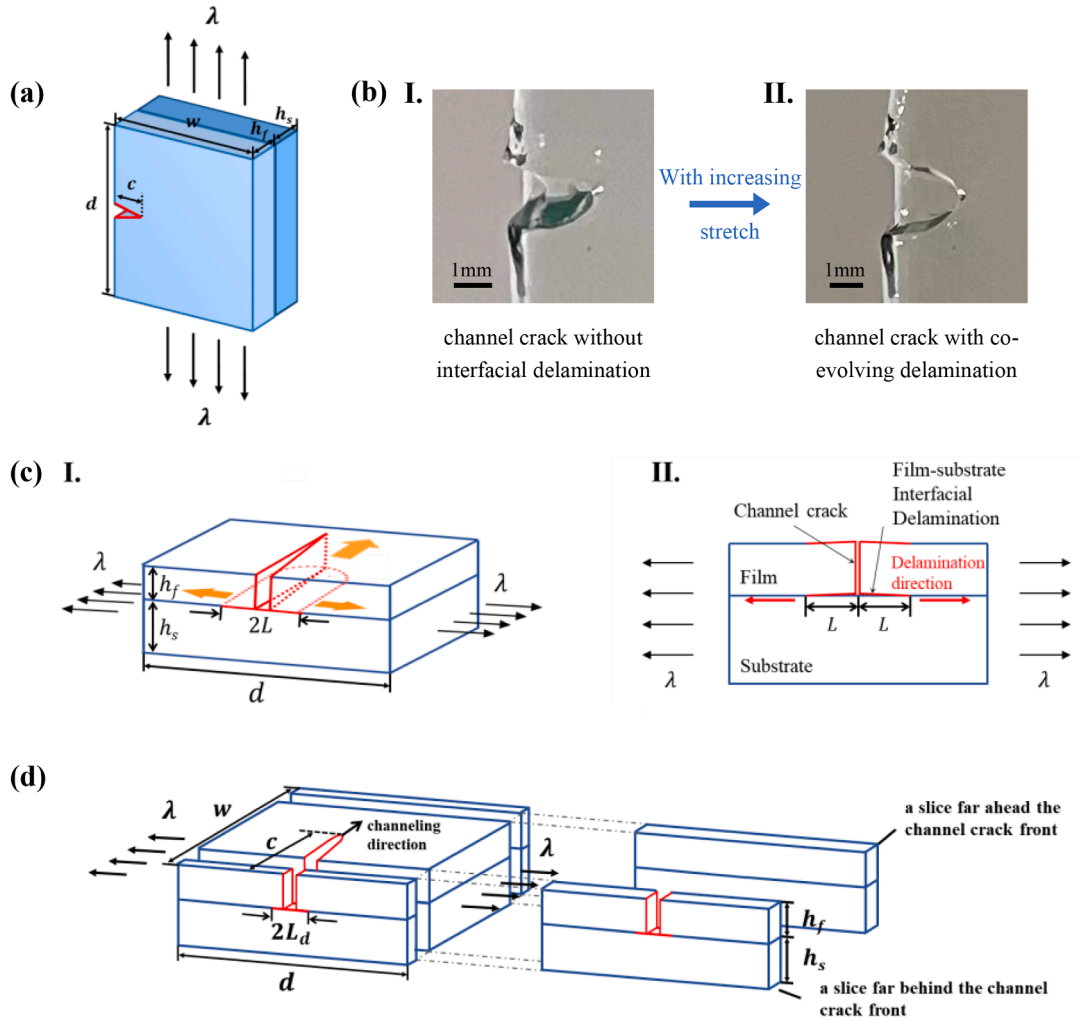 (a)
λ
w
h_f
h_s
c
d
λ
(b)
I.
1mm
channel crack without
interfacial delamination
With increasing
stretch
II.
1mm
channel crack with co-
evolving delamination
(c)
I.
λ
h_f
h_s
2L
d
λ
II.
Channel crack
Film-substrate
Interfacial
Delamination
Film
Delamination
direction
L
L
Substrate
λ
λ
(d)
λ
w
c
channeling
direction
λ
2L_d
d
a slice far ahead the
channel crack front
h_f
h_s
a slice far behind the channel
crack front